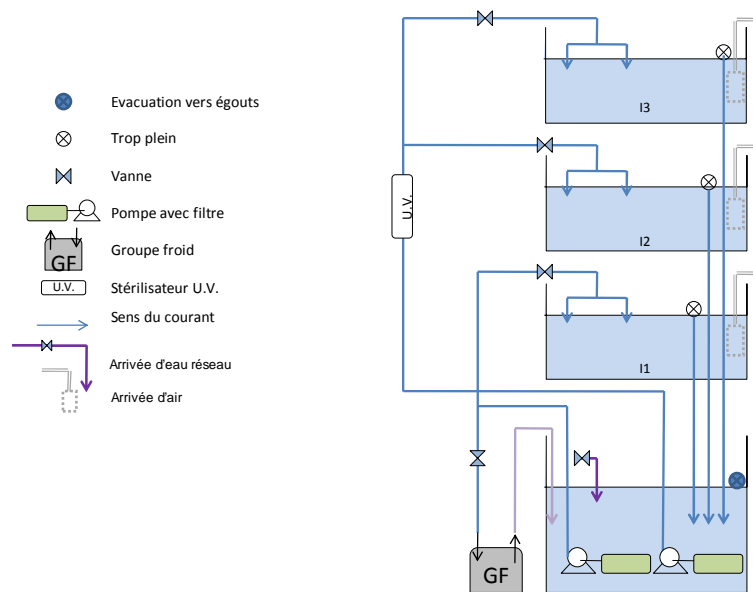 Evacuation vers égouts
Trop plein
Vanne
Pompe avec filtre
GF
Groupe froid
U.V.
Stérilisateur U.V.
Sens du courant
Arrivée d'eau réseau
Arrivée d'air
I3
U.V.
I2
I1
GF